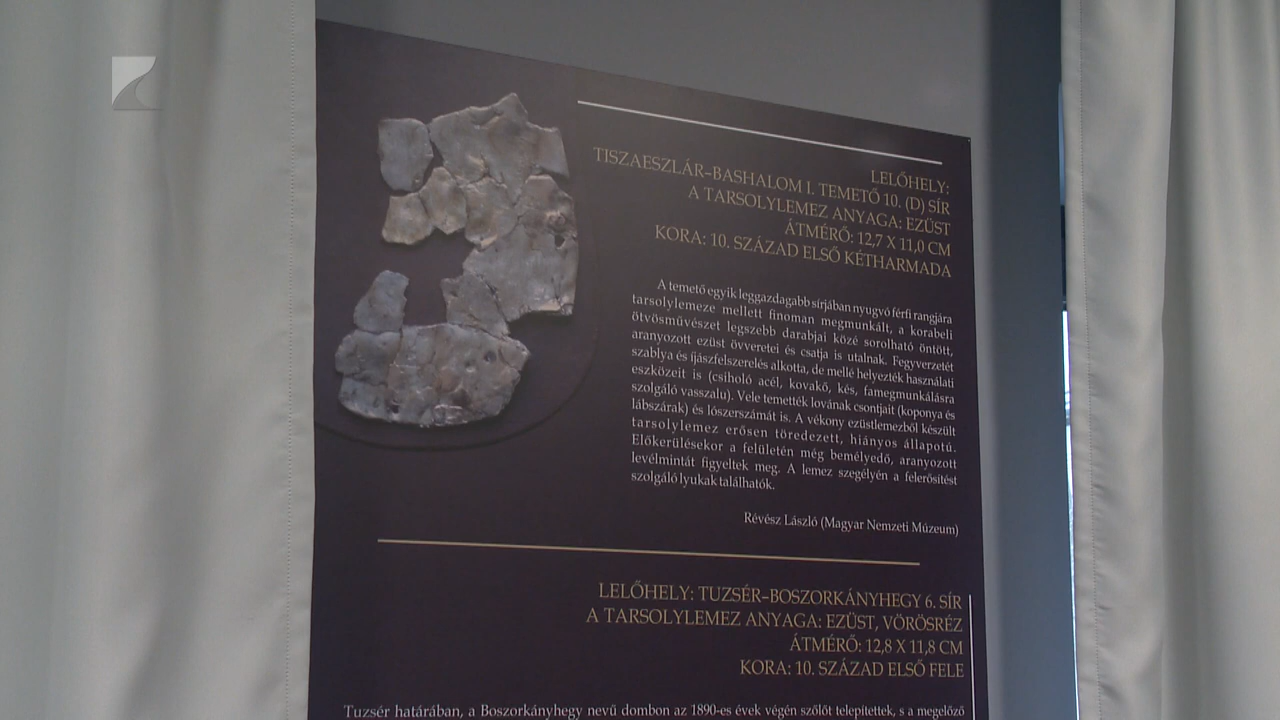 LELŐHELY:
TISZAESZLÁR–BASHALOM I. TEMETŐ 10. (D) SÍR
A TARSOLYLEMEZ ANYAGA: EZÜST
ÁTMÉRŐ: 12,7 X 11,0 CM
KORA: 10. SZÁZAD ELSŐ KÉTHARMADA
A temető egyik leggazdagabb sírjában nyugvó férfi rangjára
tarsolylemeze mellett finoman megmunkált, a korabeli
ötvösművészet legszebb darabjai közé sorolható öntött,
aranyozott ezüst övveretei és csatja is utalnak. Fegyverzetét
szablya és íjászfelszerelés alkotta, de mellé helyezték használati
eszközeit is (csiholó acél, kovakő, kés, famegmunkálásra
szolgáló vasszalu). Vele temették lovának csontjait (koponya és
lábszárak) és lószerszámát is. A vékony ezüstlemezből készült
tarsolylemez erősen töredezett, hiányos állapotú.
Előkerülésekor a felületén még bemélyedő, aranyozott
levélmintát figyeltek meg. A lemez szegélyén a felerősítést
szolgáló lyukak találhatók.
Révész László (Magyar Nemzeti Múzeum)
LELŐHELY: TUZSÉR–BOSZORKÁNYHEGY 6. SÍR
A TARSOLYLEMEZ ANYAGA: EZÜST, VÖRÖSRÉZ
ÁTMÉRŐ: 12,8 X 11,8 CM
KORA: 10. SZÁZAD ELSŐ FELE
Tuzsér határában, a Boszorkányhegy nevű dombon az 1890-es évek végén szőlőt telepítettek, s a megelőző